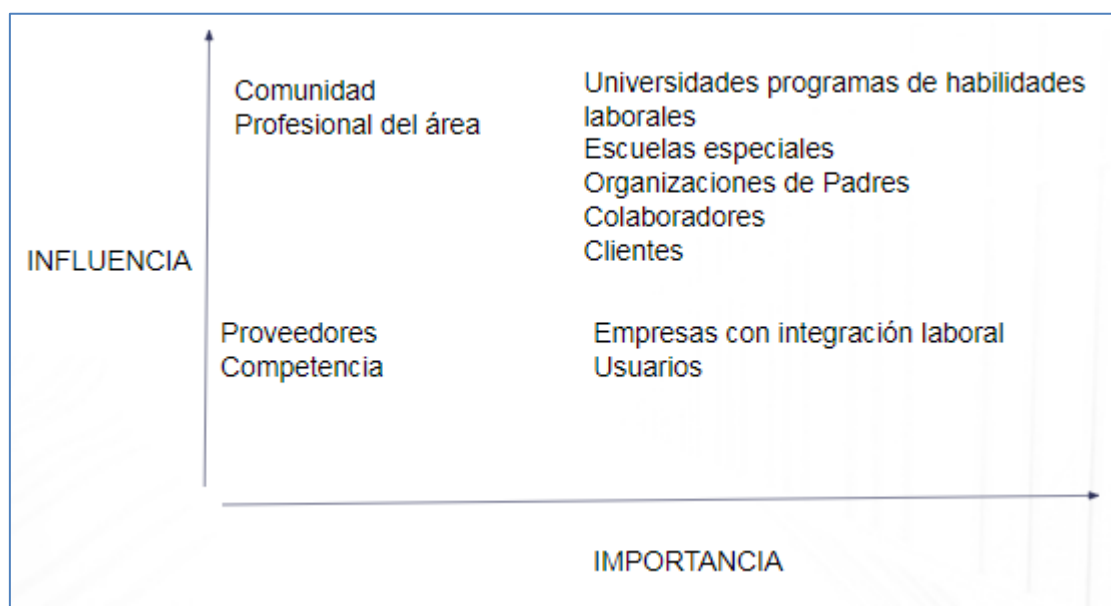 Comunidad
Profesional del área
Universidades programas de habilidades
laborales
Escuelas especiales
Organizaciones de Padres
Colaboradores
Clientes
INFLUENCIA
Proveedores
Competencia
Empresas con integración laboral
Usuarios
IMPORTANCIA